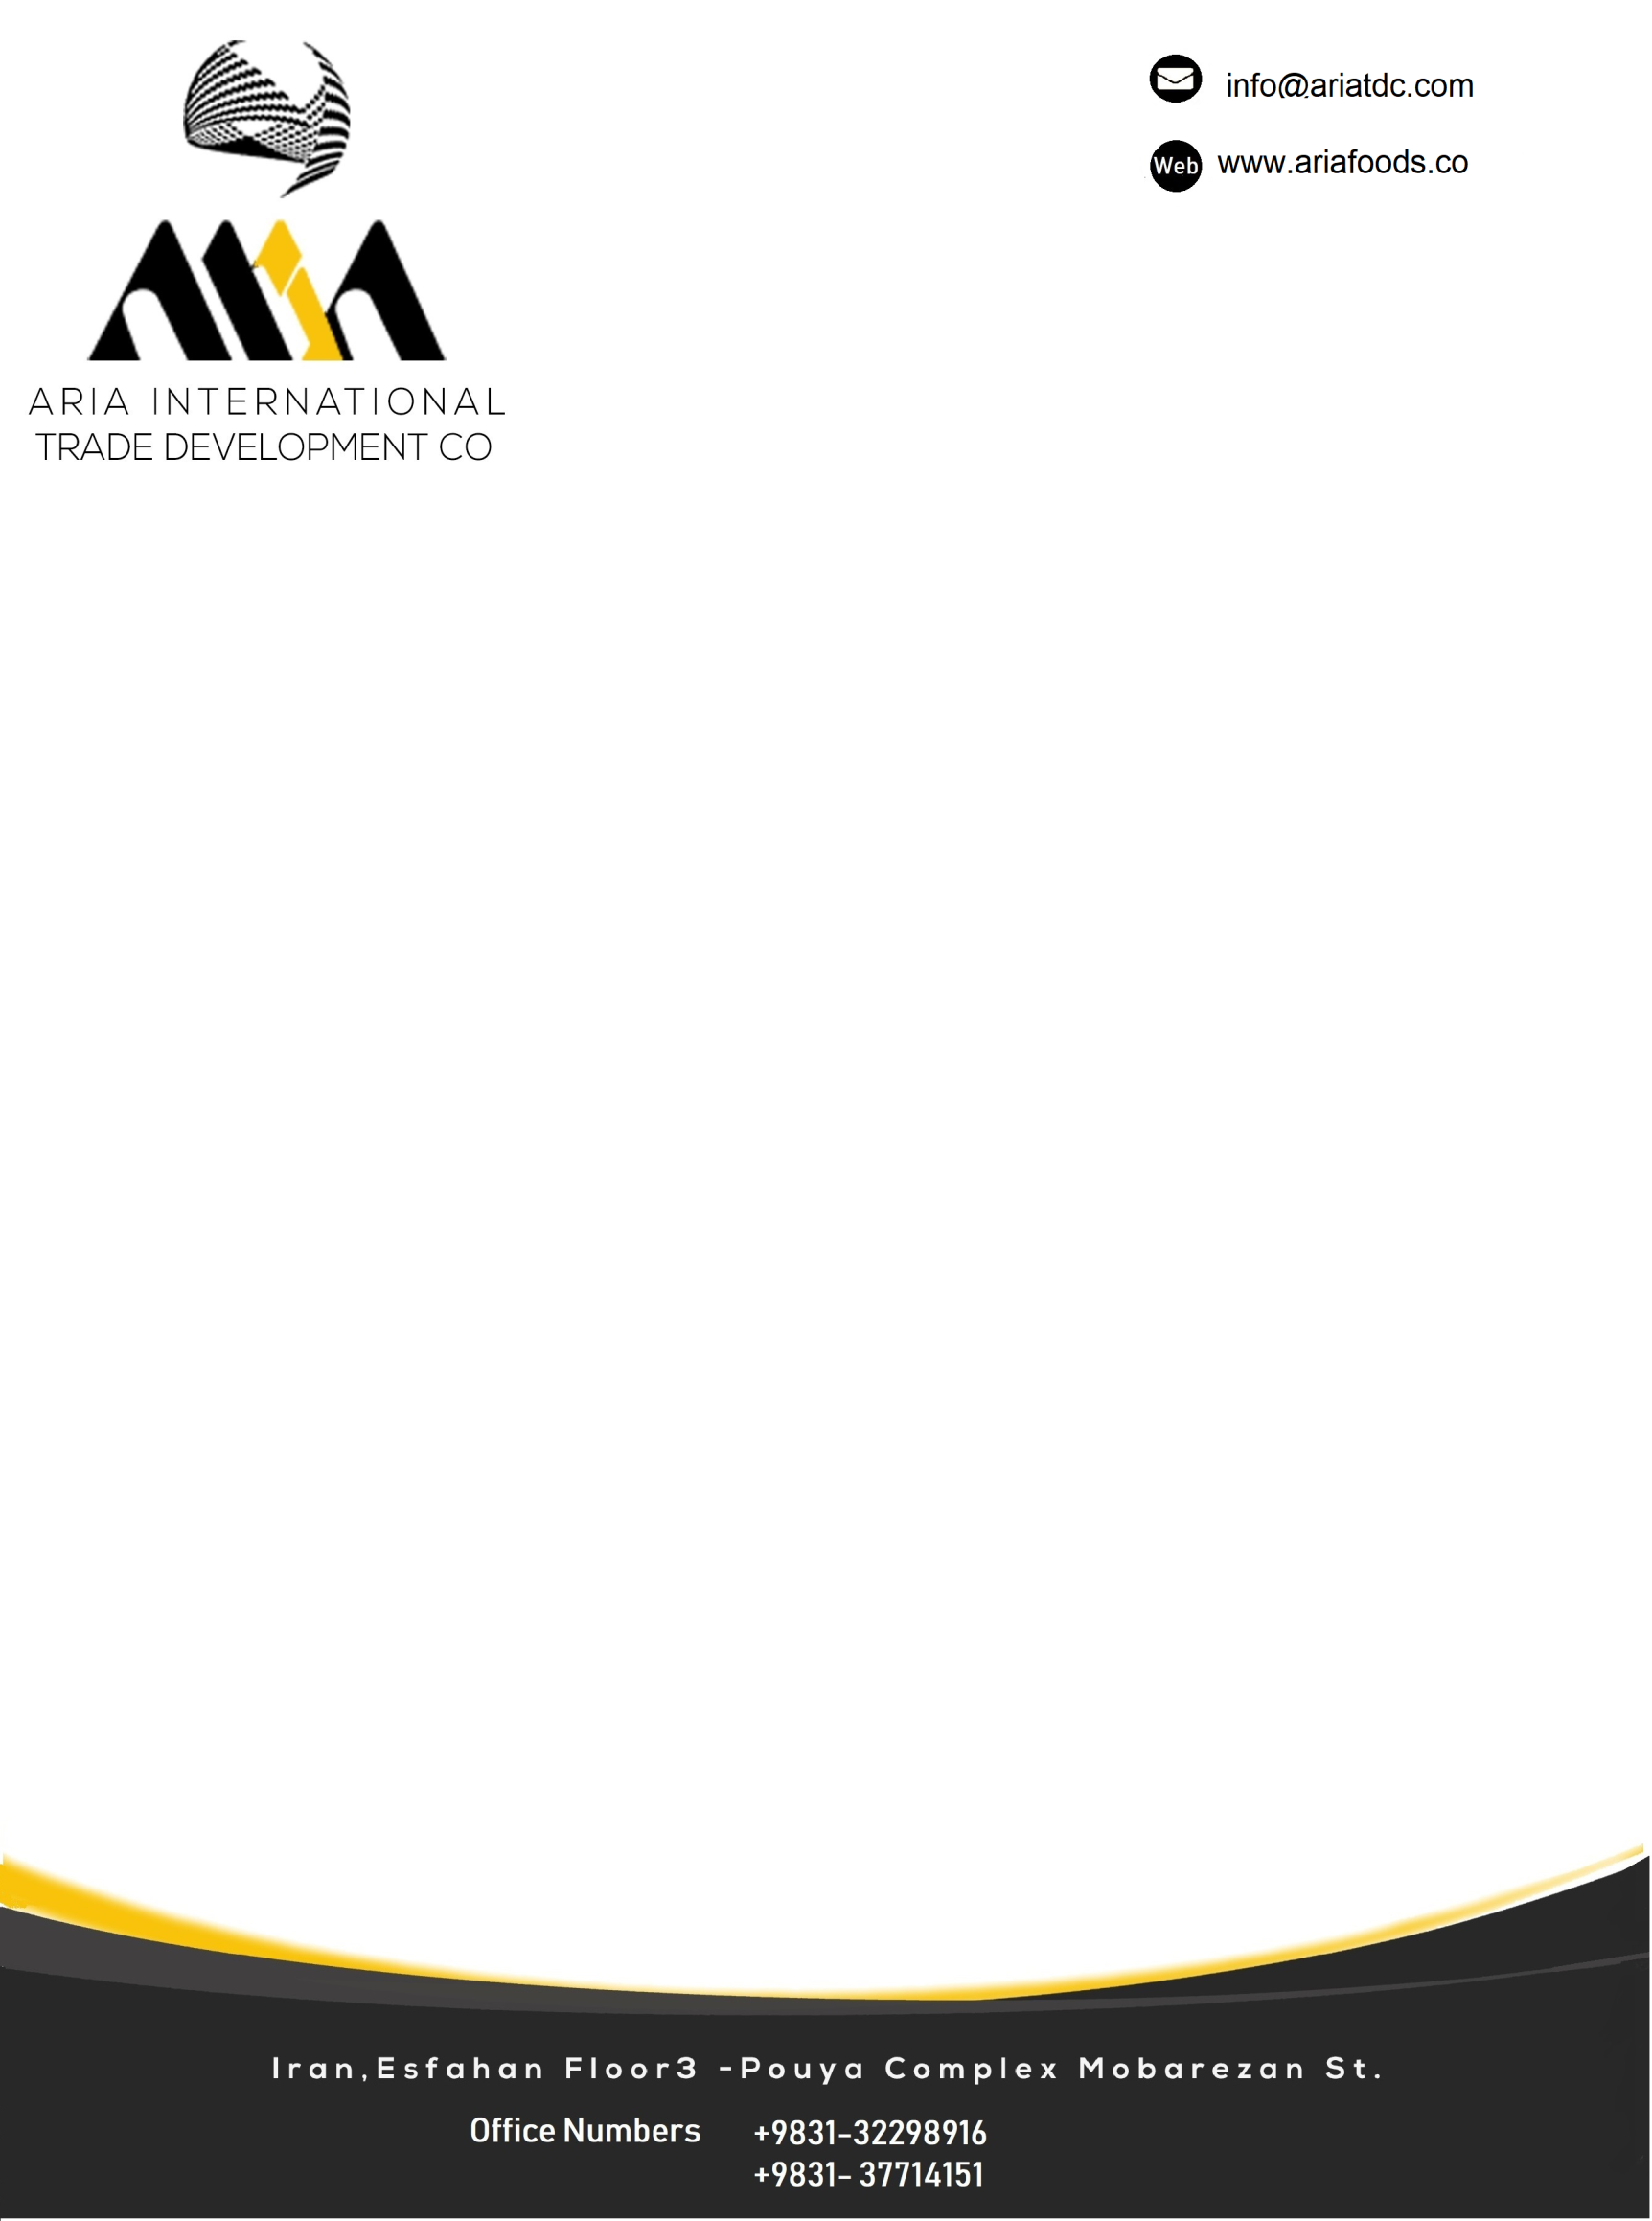 ARIA
ARIA INTERNATIONAL
TRADE DEVELOPMENT CO
info@ariatdc.com
Web www.ariafoods.co
Iran,Esfahan Floor3 -Pouya Complex Mobarezan St.
Office Numbers +9831-32298916
+9831- 37714151